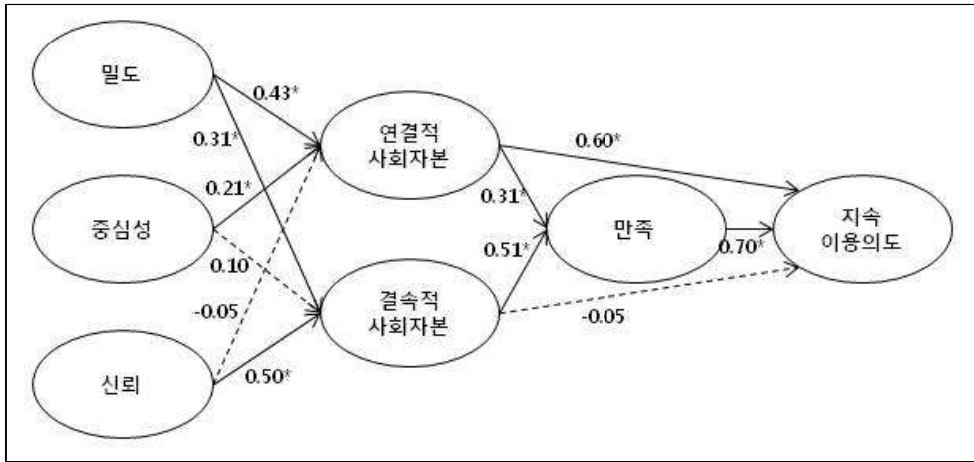 밀도
0.43*
연결적
사회자본
0.31*
0.60*
0.21*
0.31*
중심성
만족
지속
이용의도
0.10
0.51*
0.70*
-0.05
결속적
사회자본
-0.05
신뢰
0.50*